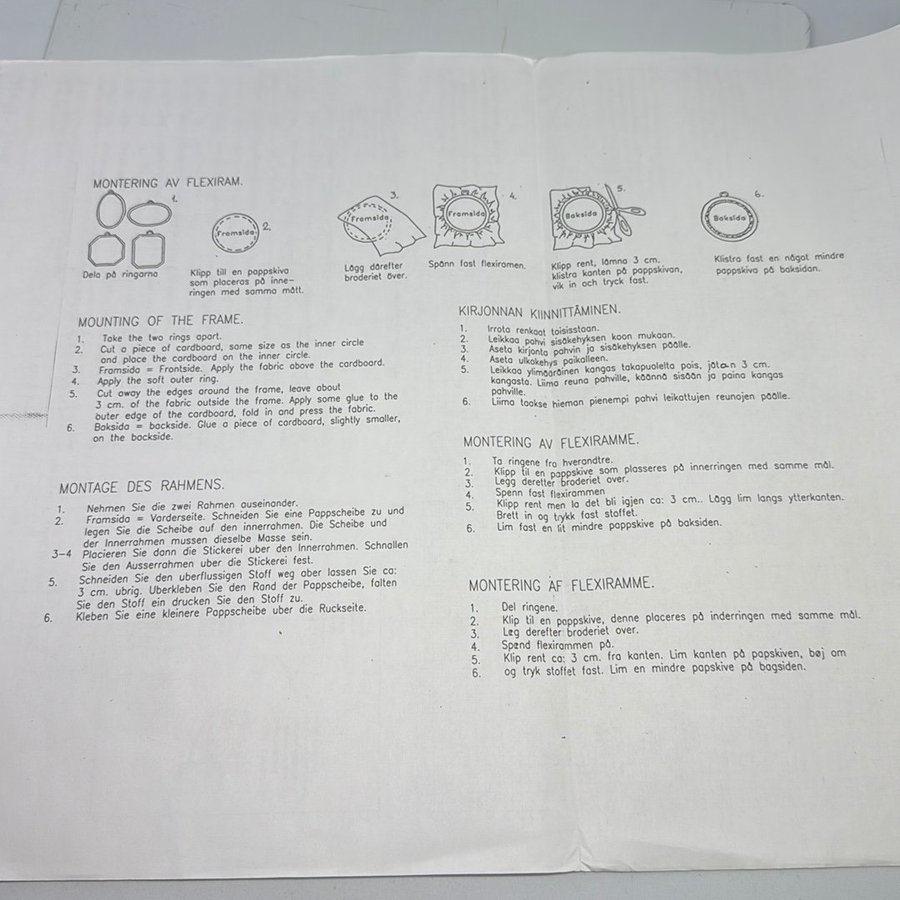 MONTERING AV FLEXIRAM.
1.
Dela på ringarna
Framsida
2.
Klipp till en pappskiva
som placeras på inne-
ringen med samma mått.
3.
Framsida
Lägg därefter
broderiet över.
4.
Framsida
Spänn fast flexiramen.
5.
Baksida
Klipp rent, lämna 3 cm.
klistra kanten på pappskivan,
vik in och tryck fast.
6.
Baksida
Klistra fast en något mindre
pappskiva på baksidan.
MOUNTING OF THE FRAME.
1. Take the two rings apart.
2. Cut a piece of cardboard, same size as the inner circle
and place the cardboard on the inner circle.
3. Framsida = Frontside. Apply the fabric above the cardboard.
4. Apply the soft outer ring.
5. Cut away the edges around the frame, leave about
3 cm. of the fabric outside the frame. Apply some glue to the
outer edge of the cardboard, fold in and press the fabric.
6. Baksida = backside. Glue a piece of cardboard, slightly smaller,
on the backside.
MONTAGE DES RAHMENS.
1. Nehmen Sie die zwei Rahmen auseinander.
2. Framsida = Vorderseite. Schneiden Sie eine Pappscheibe zu und
legen Sie die Scheibe auf den innerrahmen. Die Scheibe und
der Innerrahmen mussen dieselbe Masse sein.
3-4 Placieren Sie dann die Stickerei uber den Innerrahmen. Schnallen
Sie den Ausserrahmen uber die Stickerei fest.
5. Schneiden Sie den uberflussigen Stoff weg aber lassen Sie ca:
3 cm. ubrig. Uberkleben Sie den Rand der Pappscheibe, falten
Sie den Stoff ein drucken Sie den Stoff zu.
6. Kleben Sie eine kleinere Pappscheibe uber die Ruckseite.
KIRJONNAN KIINNITTÄMINEN.
1. Irrota renkaat toisistaan.
2. Leikkaa pahvi sisäkehyksen koon mukaan.
3. Aseta kirjonta pahvin ja sisäkehyksen päälle.
4. Aseta ulkokehys paikalleen.
5. Leikkaa ylimääräinen kangas takapuolelta pois, jätän 3 cm.
kangasta. Liima reuna pahville, käännä sisään ja paina kangas
pahville.
6. Liima taakse hieman pienempi pahvi leikattujen reunojen päälle.
MONTERING AV FLEXIRAMME.
1. Ta ringene fra hverandre.
2. Klipp til en pappskive som plasseres på innerringen med samme mål.
3. Legg deretter broderiet over.
4. Spenn fast flexirammen
5. Klipp rent men la det bli igjen ca: 3 cm.. Lägg lim langs ytterkanten.
Brett in og trykk fast stoffet.
6. Lim fast en lit mindre pappskive på baksiden.
MONTERING AF FLEXIRAMME.
1. Del ringene.
2. Klip til en pappskive, denne placeres på inderringen med samme mål.
3. Læg derefter broderiet over.
4. Spænd flexirammen på.
5. Klip rent ca: 3 cm. fra kanten. Lim kanten på papskiven, bøj om
6. og tryk stoffet fast. Lim en mindre papskive på bagsiden.